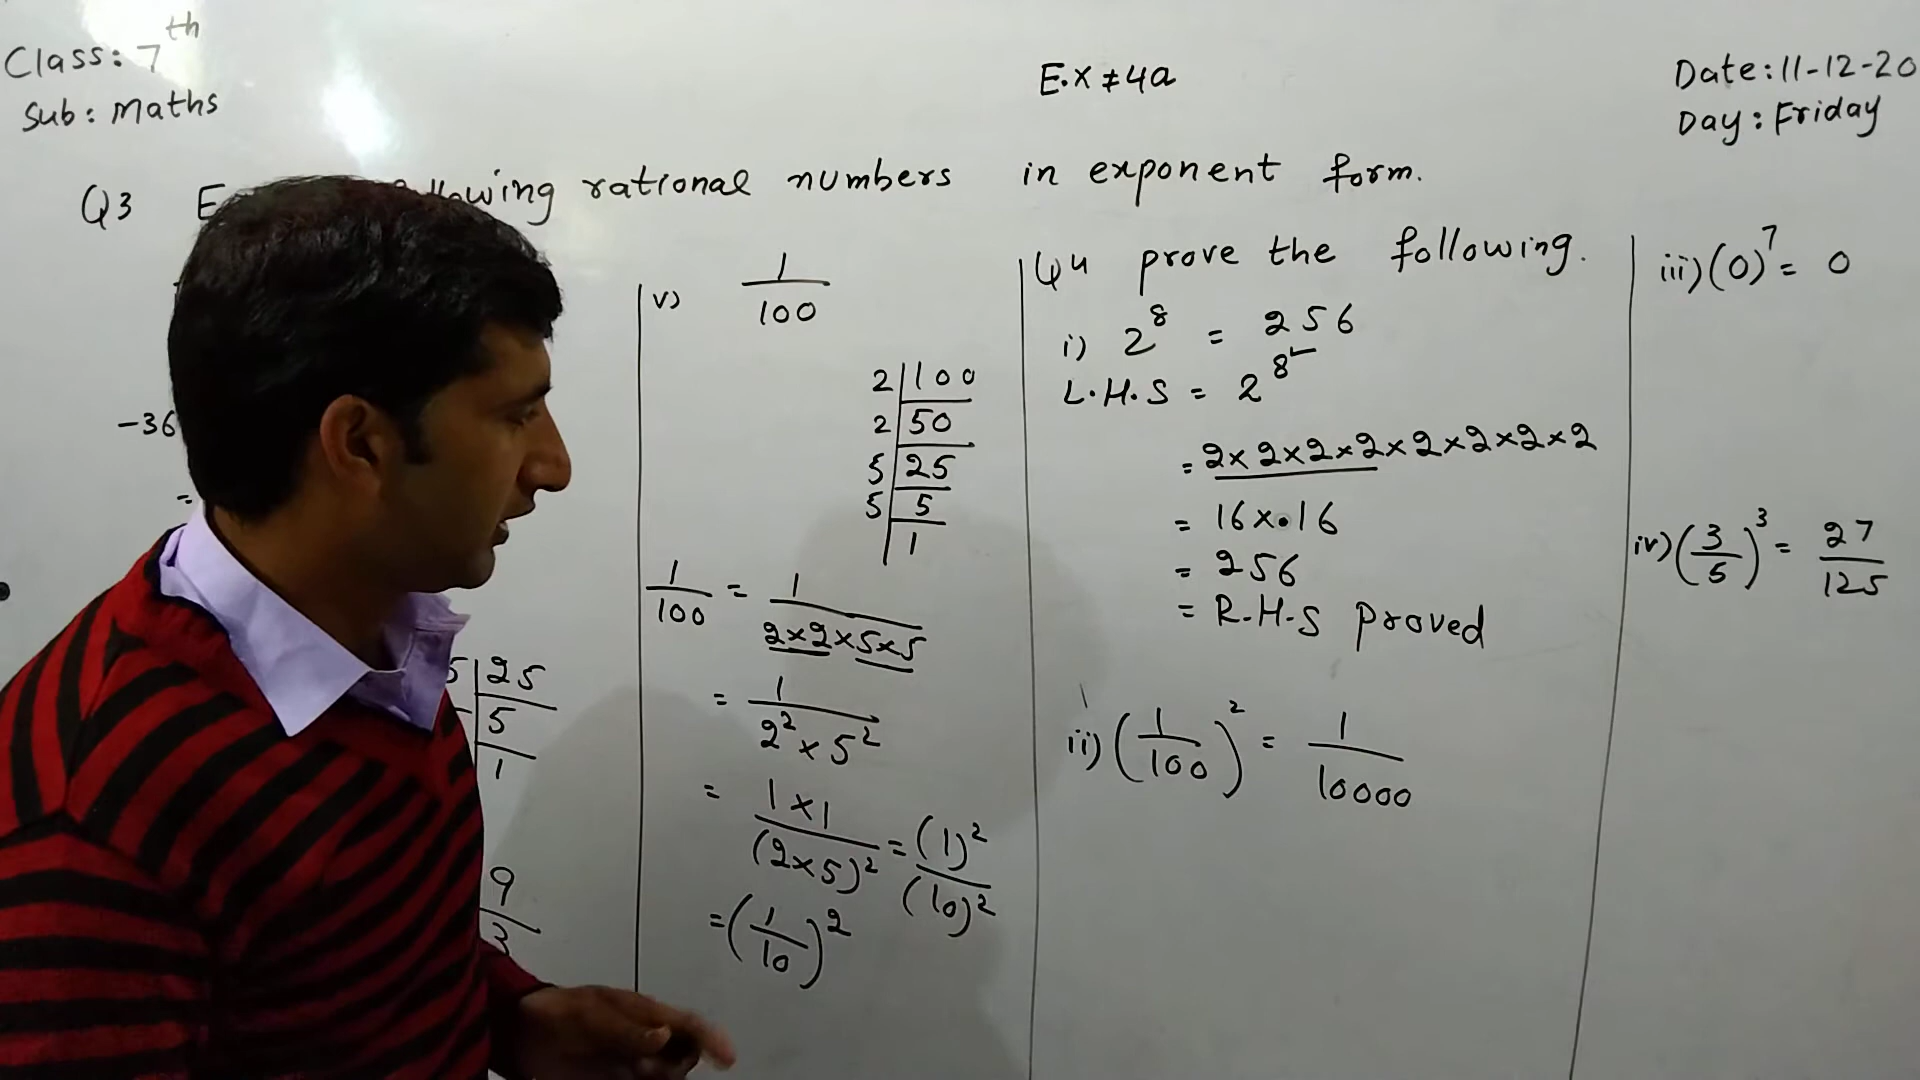 Class: 7th
Sub: Maths
E.X ≠ 4a
Date: 11-12-20
Day: Friday
Q3 rational numbers in exponent form.
-36
=
5 | 25
5
1
9
3
v) 1/100
2 | 100
2 | 50
5 | 25
5 | 5
1
1/100 = 1/(2×2×5×5)
= 1/(2² × 5²)
= (1×1)/(2×5)² = (1)²/(10)²
= (1/10)²
Q4 prove the following.
i) 2⁸ = 256
L.H.S = 2⁸
= 2×2×2×2×2×2×2×2
= 16×16
= 256
= R.H.S proved
ii) (1/100)² = 1/10000
iii) (0)⁷ = 0
iv) (3/5)³ = 27/125